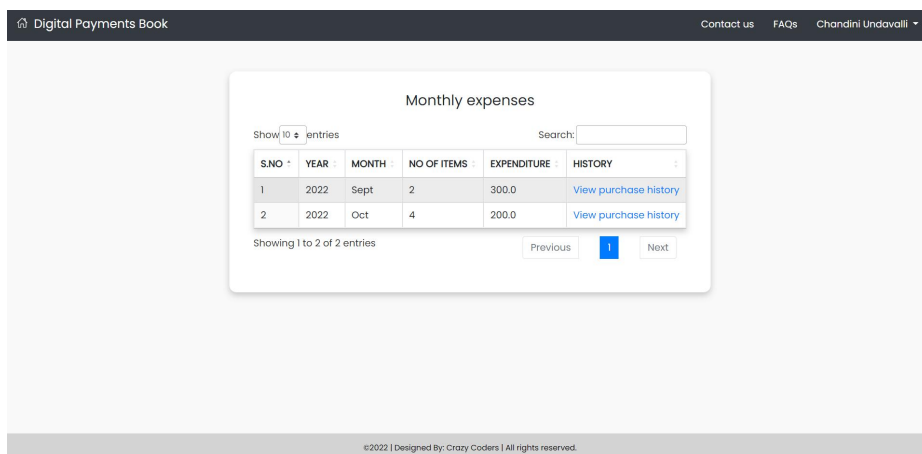 Digital Payments Book Contact us FAQs Chandini Undavalli
Monthly expenses
Show 10 entries Search:
S.NO YEAR MONTH NO OF ITEMS EXPENDITURE HISTORY
1 2022 Sept 2 300.0 View purchase history
2 2022 Oct 4 200.0 View purchase history
Showing 1 to 2 of 2 entries Previous 1 Next
©2022 | Designed By: Crazy Coders | All rights reserved.